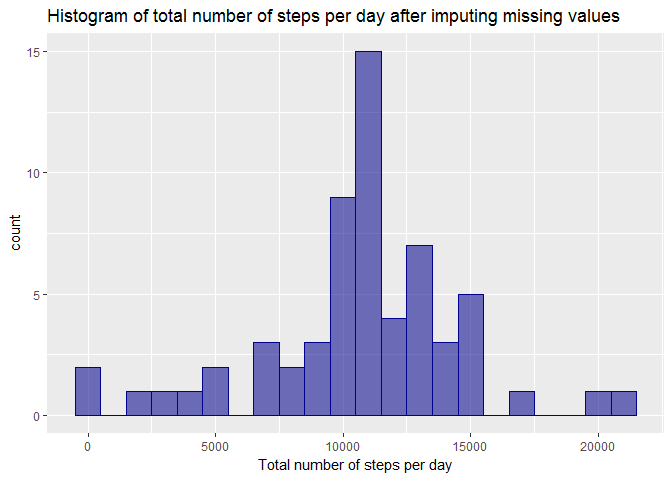 Histogram of total number of steps per day after imputing missing values
15
10
5
0
count
0 5000 10000 15000 20000
Total number of steps per day